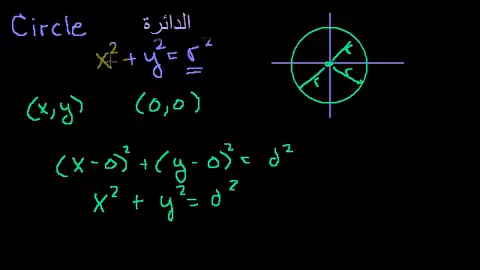 Circle الدائرة
x² + y² = r²
(x, y) (0, 0)
(x - 0)² + (y - 0)² = d²
x² + y² = d²
r
r r